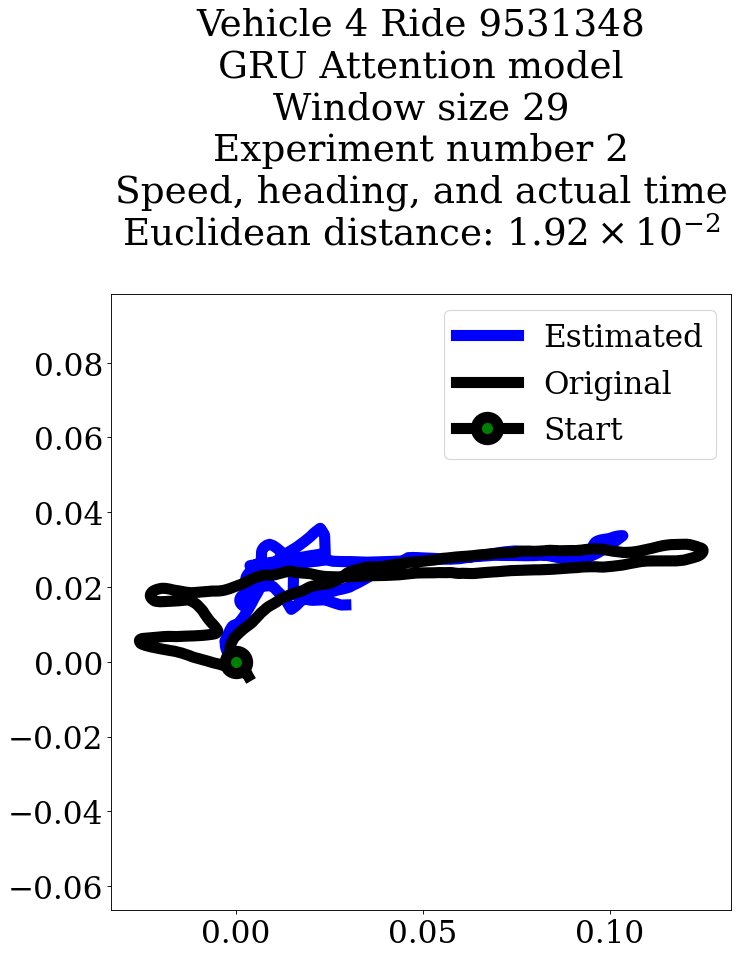 Vehicle 4 Ride 9531348
GRU Attention model
Window size 29
Experiment number 2
Speed, heading, and actual time
Euclidean distance: 1.92 × 10⁻²
Estimated
Original
Start
0.08
0.06
0.04
0.02
0.00
−0.02
−0.04
−0.06
0.00 0.05 0.10